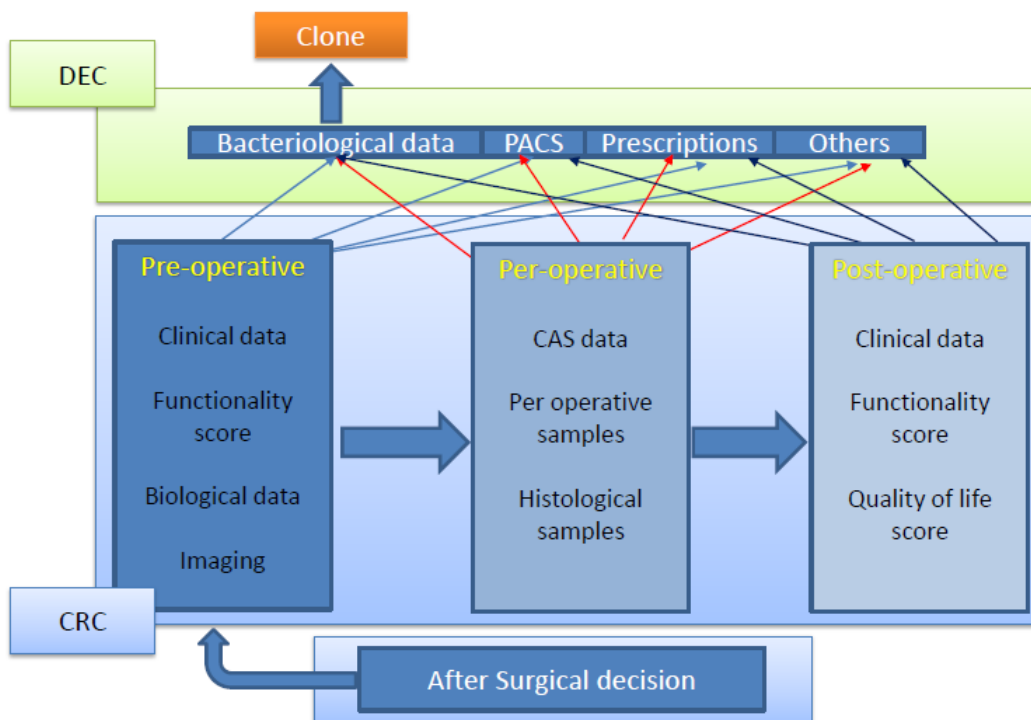 Clone
DEC
Bacteriological data
PACS
Prescriptions
Others
Pre-operative
Clinical data
Functionality
score
Biological data
Imaging
Per-operative
CAS data
Per operative
samples
Histological
samples
Post-operative
Clinical data
Functionality
score
Quality of life
score
CRC
After Surgical decision